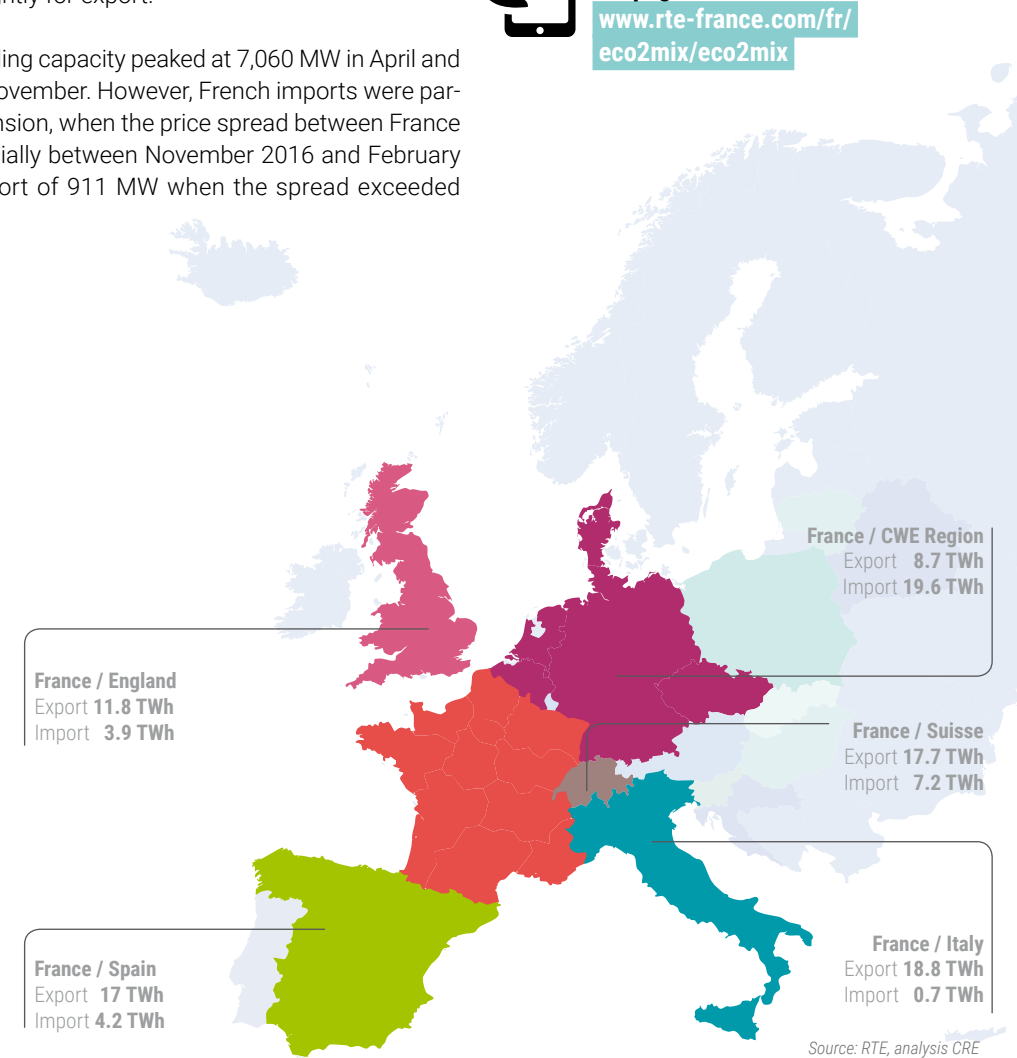 for export.
www.rte-france.com/fr/
eco2mix/eco2mix
ling capacity peaked at 7,060 MW in April and
ovember. However, French imports were par-
nsion, when the price spread between France
ially between November 2016 and February
ort of 911 MW when the spread exceeded
France / CWE Region
Export 8.7 TWh
Import 19.6 TWh
France / England
Export 11.8 TWh
Import 3.9 TWh
France / Suisse
Export 17.7 TWh
Import 7.2 TWh
France / Italy
Export 18.8 TWh
Import 0.7 TWh
France / Spain
Export 17 TWh
Import 4.2 TWh
Source: RTE, analysis CRE